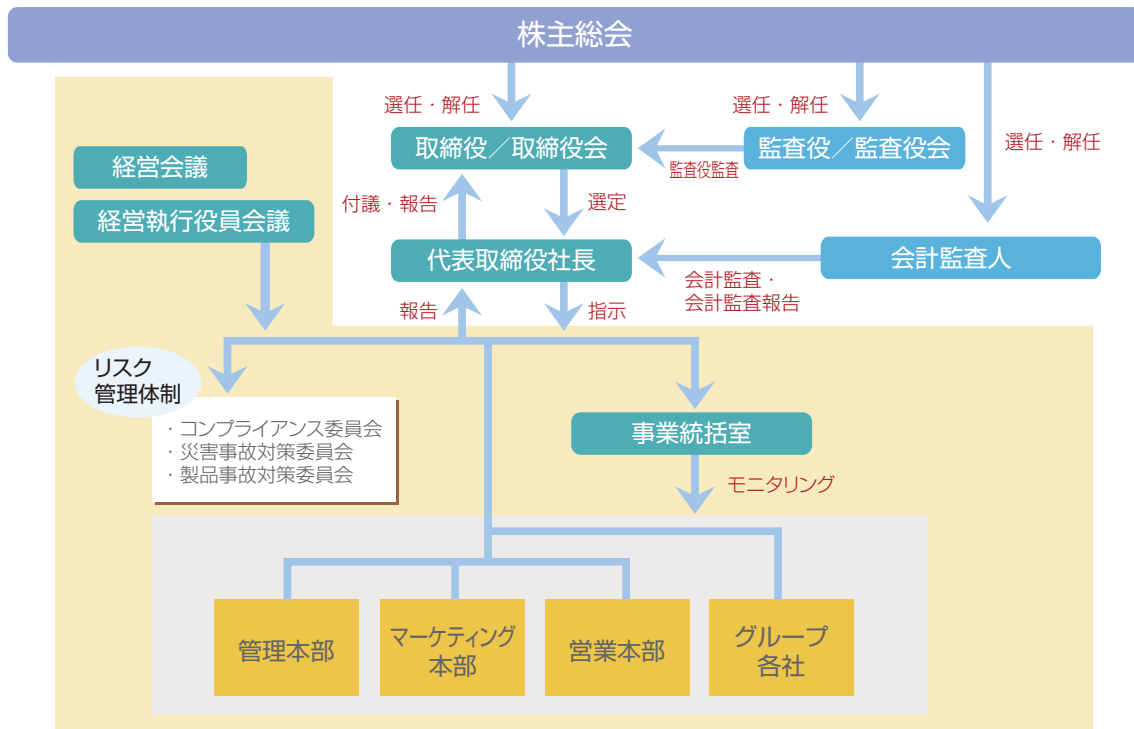 株主総会
選任・解任
選任・解任
選任・解任
取締役／取締役会
監査役／監査役会
監査役監査
経営会議
経営執行役員会議
付議・報告
選定
代表取締役社長
会計監査人
会計監査・
会計監査報告
報告
指示
リスク
管理体制
・コンプライアンス委員会
・災害事故対策委員会
・製品事故対策委員会
事業統括室
モニタリング
管理本部
マーケティング
本部
営業本部
グループ
各社